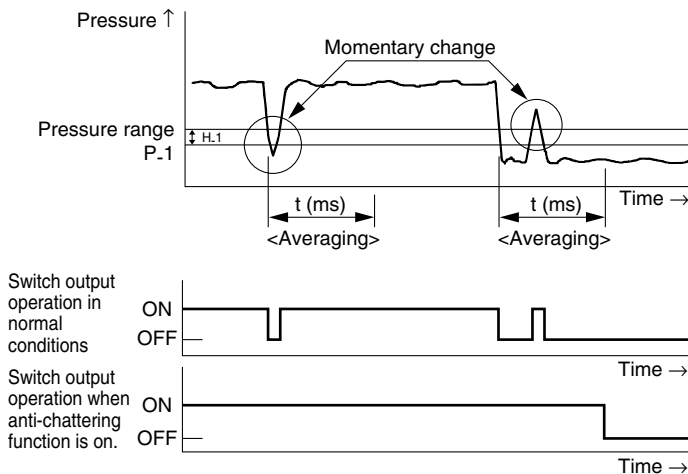 Pressure ↑
Momentary change
Pressure range
H_1
P_1
t (ms)
t (ms)
Time →
<Averaging>
<Averaging>
Switch output
operation in
normal
conditions
ON
OFF
Time →
Switch output
operation when
anti-chattering
function is on.
ON
OFF
Time →